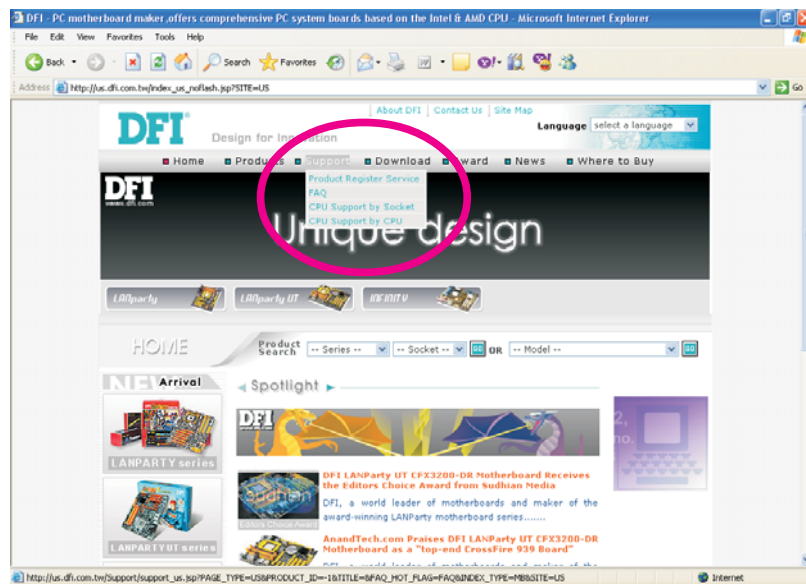 DFI - PC motherboard maker,offers comprehensive PC system boards based on the Intel & AMD CPU - Microsoft Internet Explorer
File Edit View Favorites Tools Help
Back Search Favorites
Address http://us.dfi.com.tw/index_us_noflash.jsp?SITE=US Go
About DFI Contact Us Site Map
DFI Design for Innovation
Language select a language
Home Products Support Download Award News Where to Buy
Product Register Service
FAQ
CPU Support by Socket
CPU Support by CPU
DFI
www.dfi.com
Unique design
LANparty LANparty UT INFINITY
HOME
Product Search -- Series -- -- Socket -- GO OR -- Model -- GO
NEW Arrival
Spotlight
DFI
LANPARTY series
DFI LANParty UT CFX3200-DR Motherboard Receives
the Editors Choice Award from Sudhian Media
DFI, a world leader of motherboards and maker of the
award-winning LANParty motherboard series.......
Sudhian
Editors Choice Award
AnandTech.com Praises DFI LANParty UT CFX3200-DR
Motherboard as a "top-end CrossFire 939 Board"
LANPARTY UT series
http://us.dfi.com.tw/Support/support_us.jsp?PAGE_TYPE=US&PRODUCT_ID=-1&TITLE=&FAQ_HOT_FLAG=FAQ&INDEX_TYPE=MB&SITE=US Internet